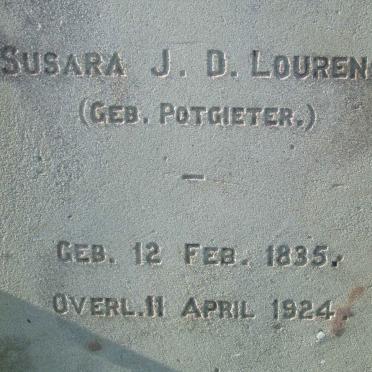 SUSARA J. D. LOUREN
(GEB. POTGIETER.)
—
GEB. 12 FEB. 1835.
OVERL. 11 APRIL 1924.